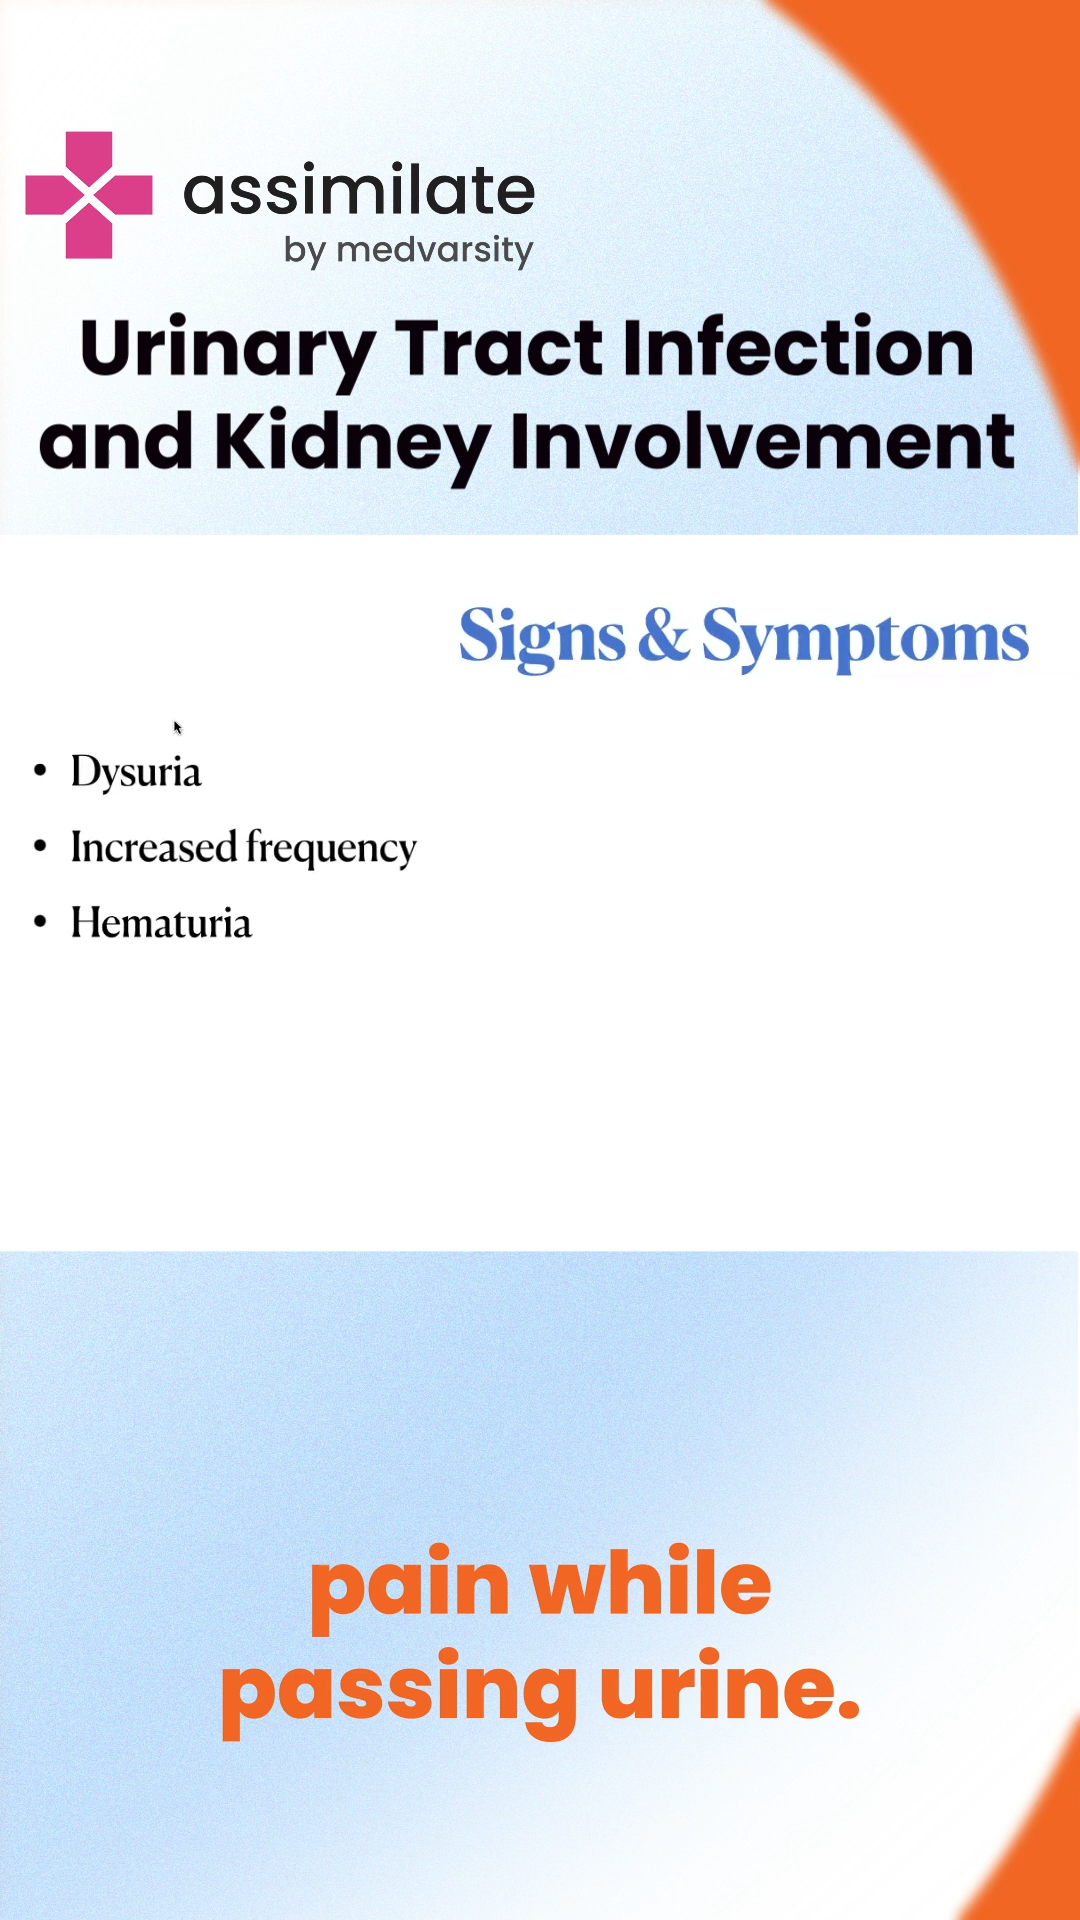 assimilate
by medvarsity
Urinary Tract Infection
and Kidney Involvement
Signs & Symptoms
• Dysuria
• Increased frequency
• Hematuria
pain while
passing urine.